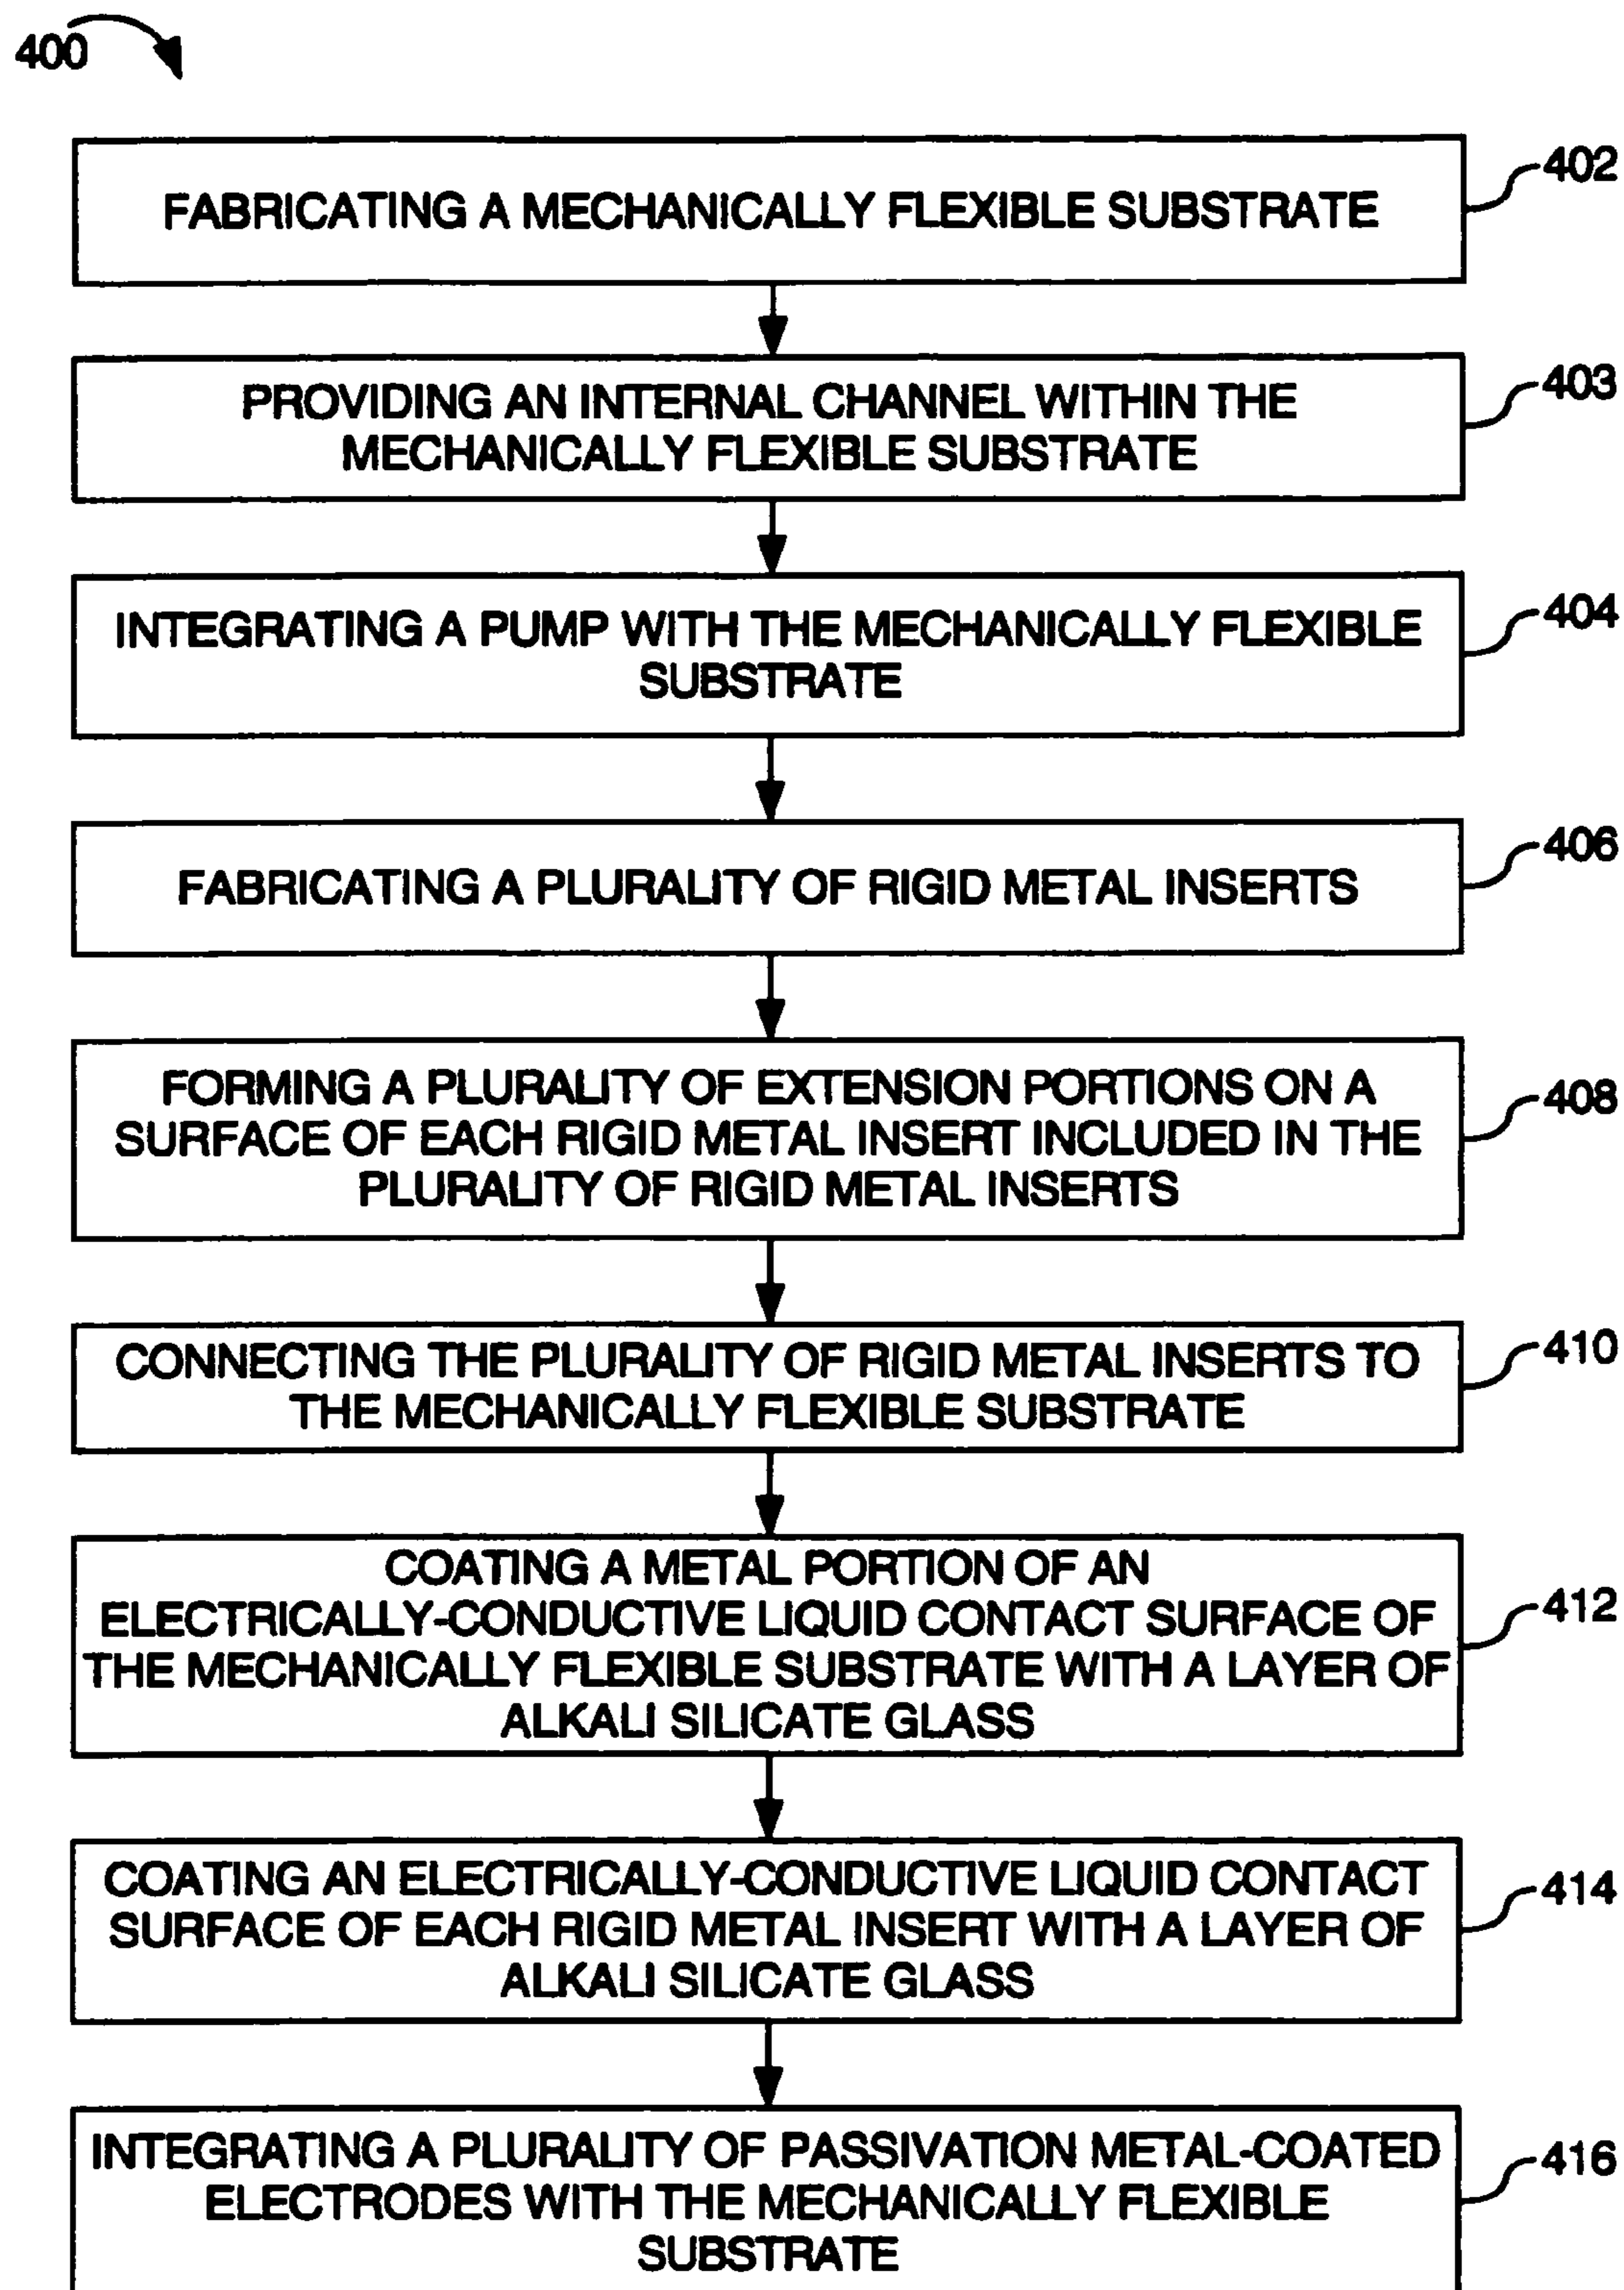 400
FABRICATING A MECHANICALLY FLEXIBLE SUBSTRATE
402
PROVIDING AN INTERNAL CHANNEL WITHIN THE
MECHANICALLY FLEXIBLE SUBSTRATE
403
INTEGRATING A PUMP WITH THE MECHANICALLY FLEXIBLE
SUBSTRATE
404
FABRICATING A PLURALITY OF RIGID METAL INSERTS
406
FORMING A PLURALITY OF EXTENSION PORTIONS ON A
SURFACE OF EACH RIGID METAL INSERT INCLUDED IN THE
PLURALITY OF RIGID METAL INSERTS
408
CONNECTING THE PLURALITY OF RIGID METAL INSERTS TO
THE MECHANICALLY FLEXIBLE SUBSTRATE
410
COATING A METAL PORTION OF AN
ELECTRICALLY-CONDUCTIVE LIQUID CONTACT SURFACE OF
THE MECHANICALLY FLEXIBLE SUBSTRATE WITH A LAYER OF
ALKALI SILICATE GLASS
412
COATING AN ELECTRICALLY-CONDUCTIVE LIQUID CONTACT
SURFACE OF EACH RIGID METAL INSERT WITH A LAYER OF
ALKALI SILICATE GLASS
414
INTEGRATING A PLURALITY OF PASSIVATION METAL-COATED
ELECTRODES WITH THE MECHANICALLY FLEXIBLE
SUBSTRATE
416